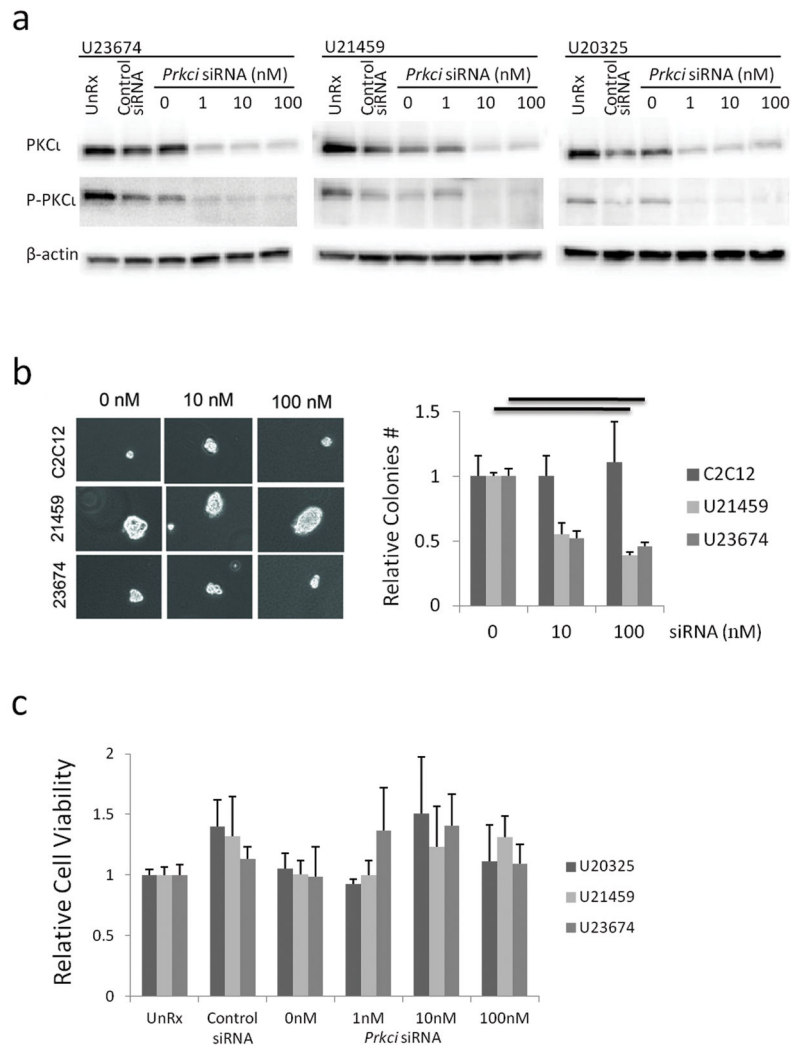 a
U23674
U21459
U20325
UnRx
Control siRNA
Prkci siRNA (nM)
0 1 10 100
UnRx
Control siRNA
Prkci siRNA (nM)
0 1 10 100
UnRx
Control siRNA
Prkci siRNA (nM)
0 1 10 100
PKCι
P-PKCι
β-actin
b
0 nM 10 nM 100 nM
C2C12
21459
23674
Relative Colonies #
1.5
1
0.5
0
0 10 100 siRNA (nM)
C2C12
U21459
U23674
c
Relative Cell Viability
2
1.5
1
0.5
0
UnRx Control siRNA 0nM 1nM 10nM 100nM
Prkci siRNA
U20325
U21459
U23674